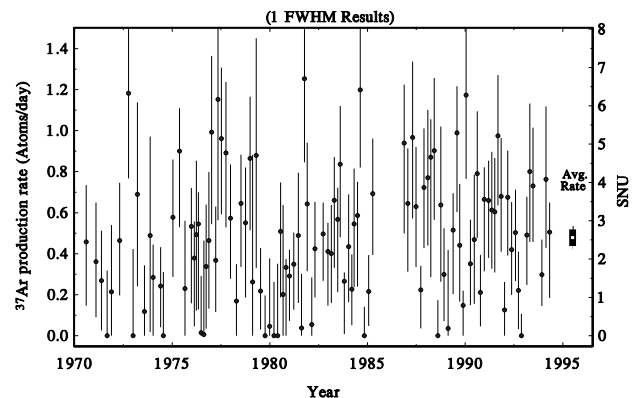 (1 FWHM Results)
³⁷Ar production rate (Atoms/day)
1.4
1.2
1.0
0.8
0.6
0.4
0.2
0.0
8
7
6
5
4
3
2
1
0
SNU
Avg.
Rate
1970 1975 1980 1985 1990 1995
Year